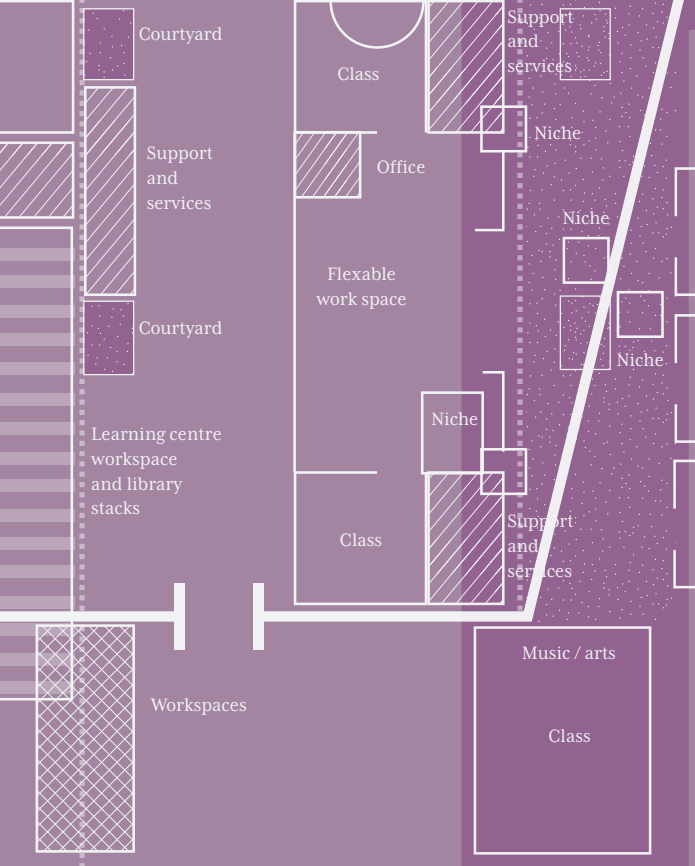 Courtyard
Class
Support
and
services
Niche
Support
and
services
Office
Niche
Flexable
work space
Courtyard
Niche
Niche
Learning centre
workspace
and library
stacks
Class
Support
and
services
Music / arts
Workspaces
Class